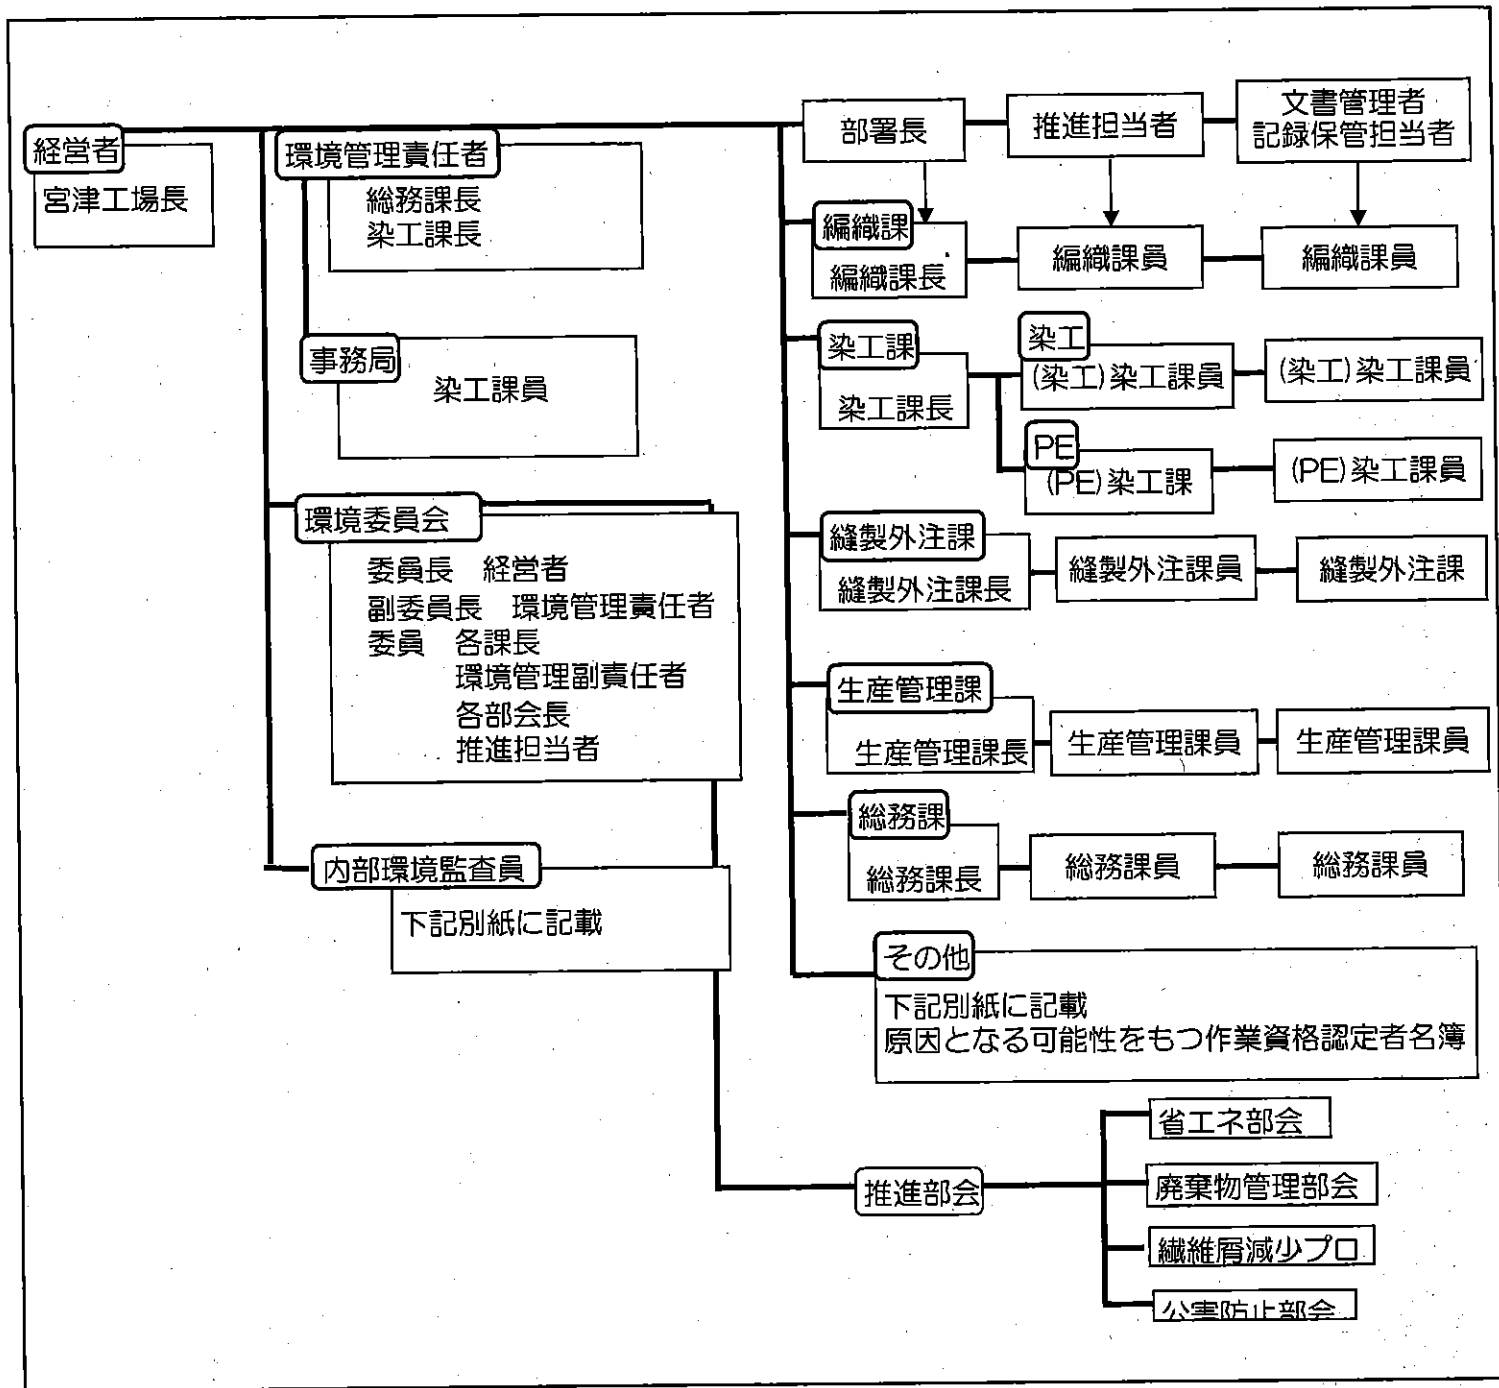 経営者
宮津工場長
環境管理責任者
総務課長
染工課長
事務局
染工課員
環境委員会
委員長 経営者
副委員長 環境管理責任者
委員 各課長
環境管理副責任者
各部会長
推進担当者
内部環境監査員
下記別紙に記載
部署長
推進担当者
文書管理者
記録保管担当者
編織課
編織課長
編織課員
編織課員
染工課
染工課長
染工
(染工)染工課員
(染工)染工課員
PE
(PE)染工課
(PE)染工課員
縫製外注課
縫製外注課長
縫製外注課員
縫製外注課
生産管理課
生産管理課長
生産管理課員
生産管理課員
総務課
総務課長
総務課員
総務課員
その他
下記別紙に記載
原因となる可能性をもつ作業資格認定者名簿
推進部会
省エネ部会
廃棄物管理部会
繊維屑減少プロ
公害防止部会